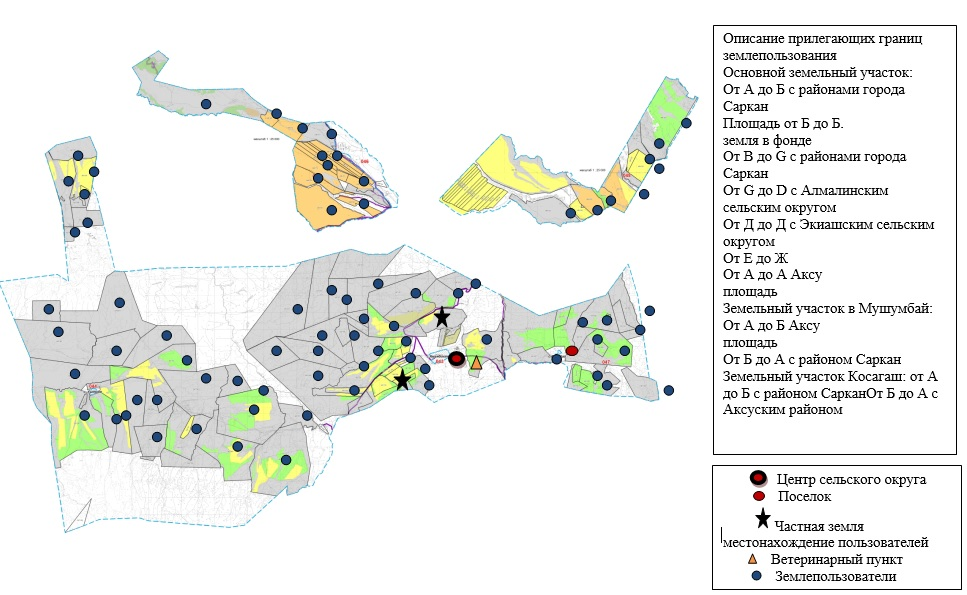 Описание прилегающих границ
землепользования
Основной земельный участок:
От А до Б с районами города
Саркан
Площадь от Б до Б.
земля в фонде
От В до G с районами города
Саркан
От G до D с Алмалинским
сельским округом
От Д до Д с Экиашским сельским
округом
От Е до Ж
От А до А Аксу
площадь
Земельный участок в Мушумбай:
От А до Б Аксу
площадь
От Б до А с районом Саркан
Земельный участок Косагаш: от А
до Б с районом СарканОт Б до А с
Аксуским районом
Центр сельского округа
Поселок
Частная земля
местонахождение пользователей
Ветеринарный пункт
Землепользователи